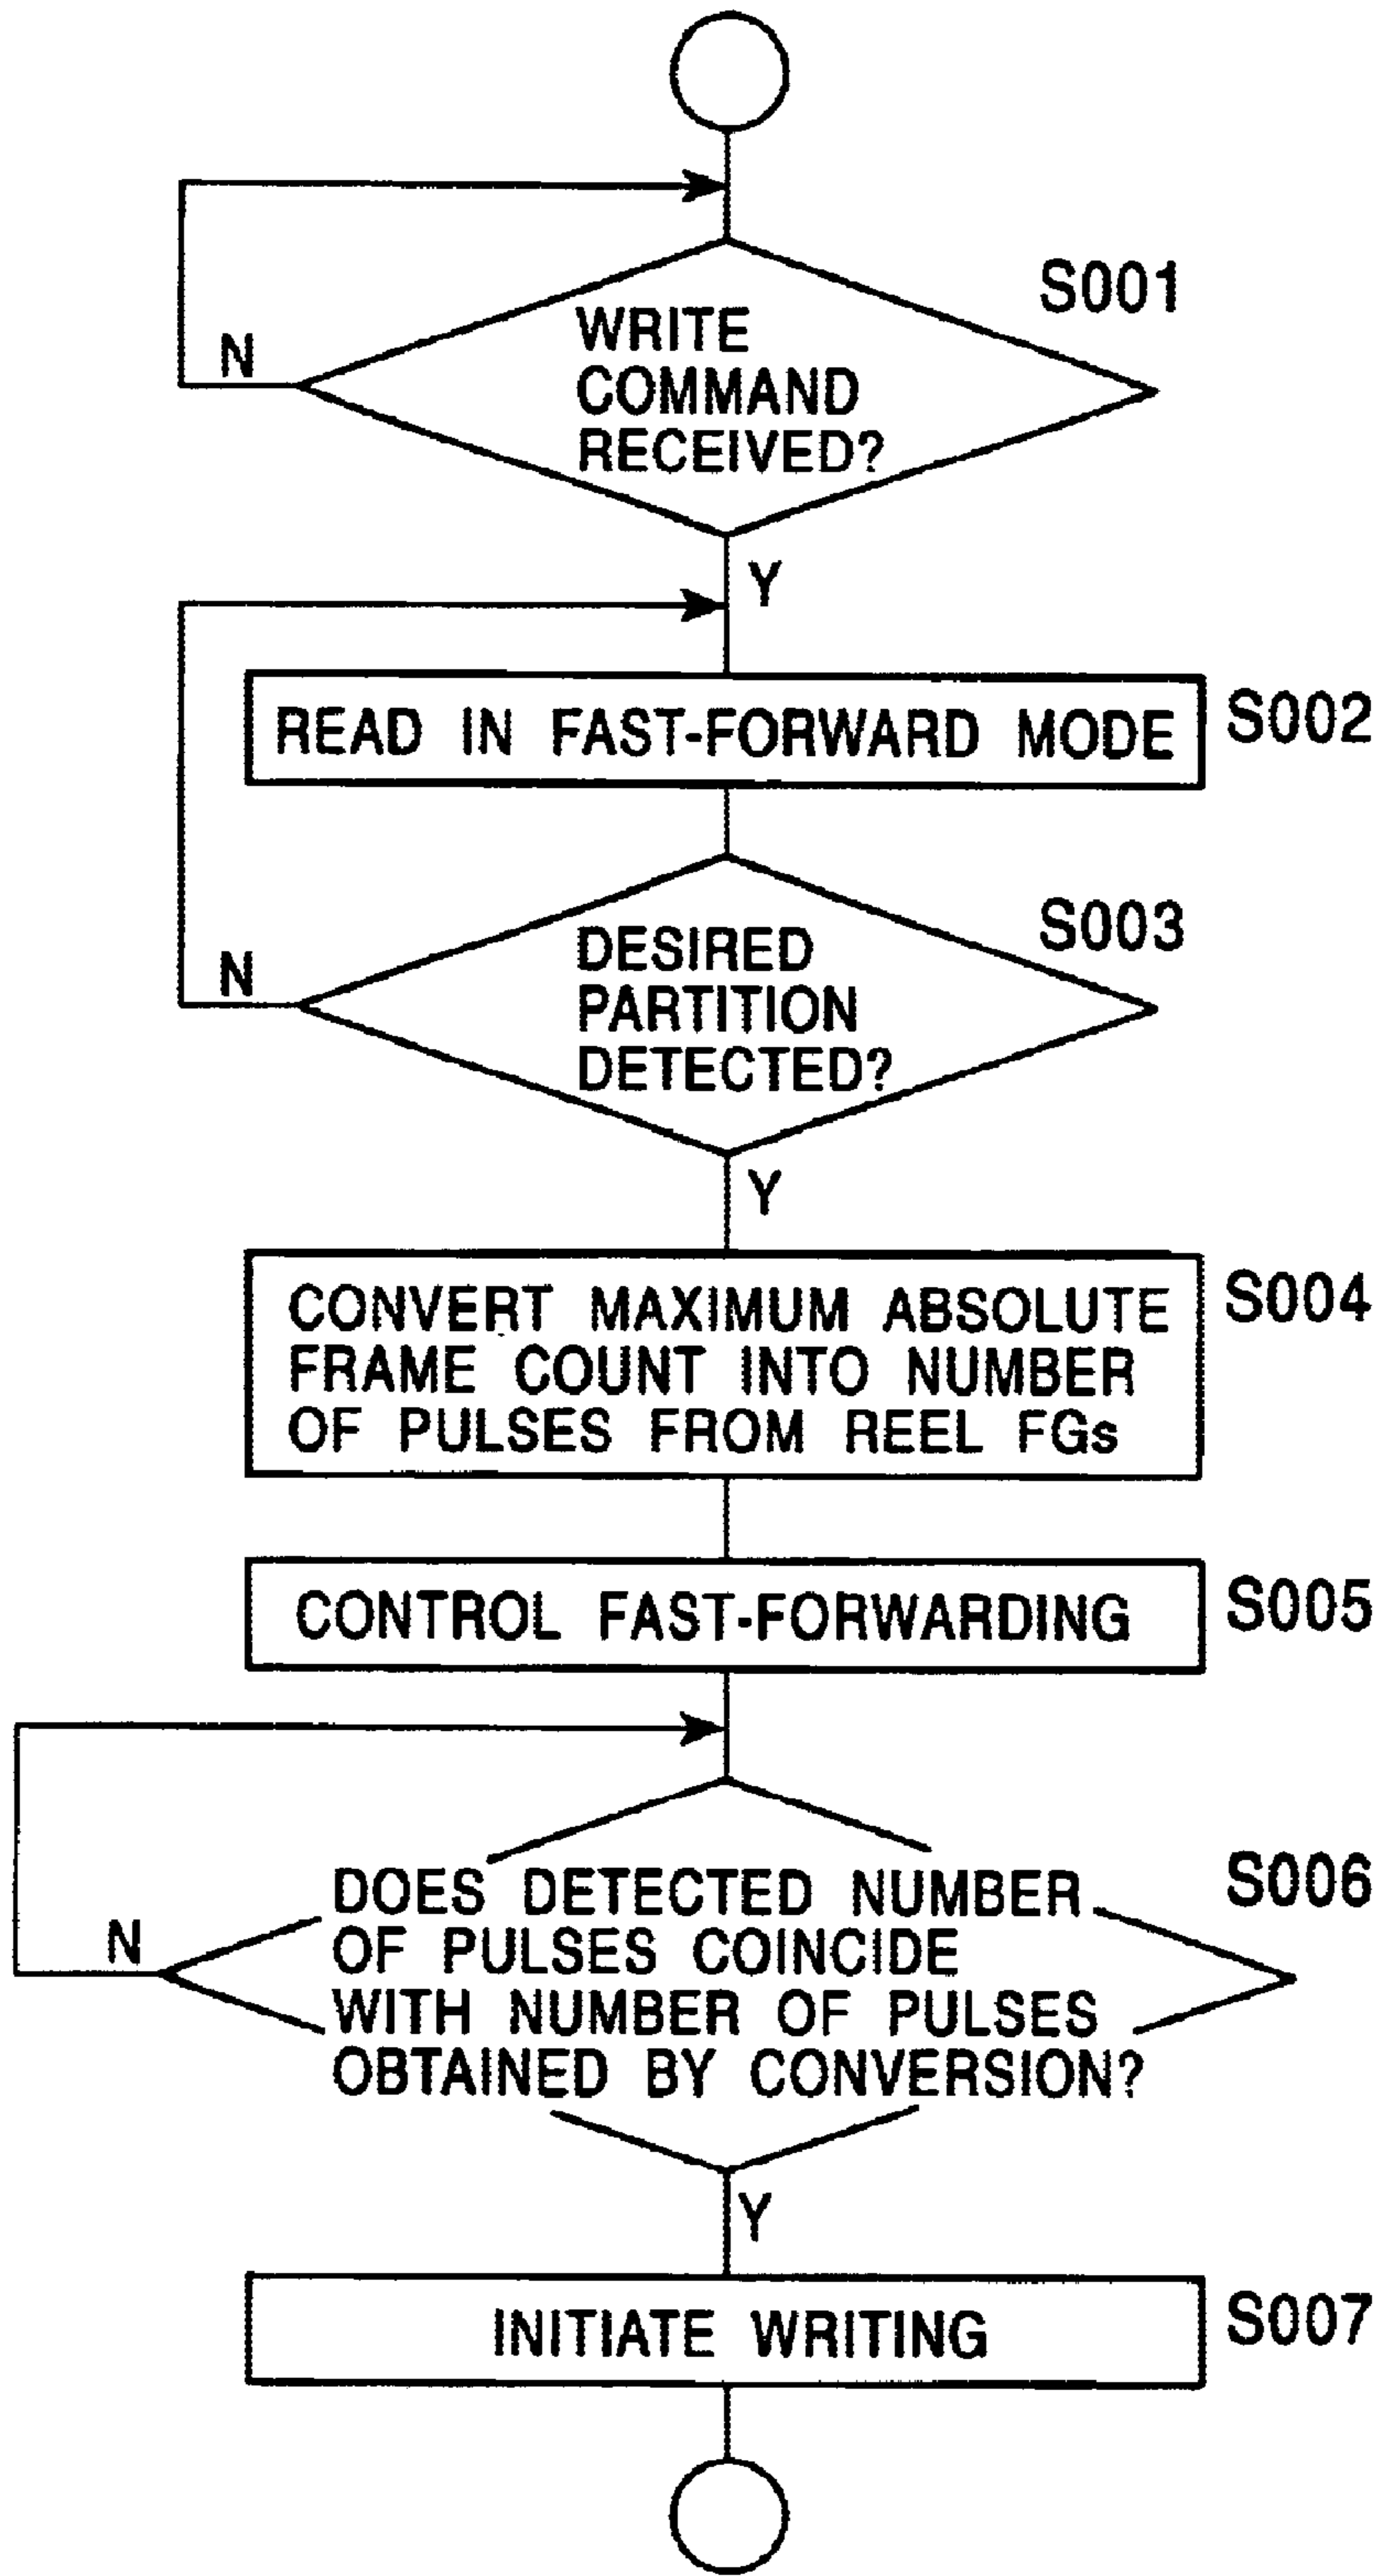 S001
WRITE
COMMAND
RECEIVED?
N
Y
READ IN FAST-FORWARD MODE
S002
S003
DESIRED
PARTITION
DETECTED?
N
Y
CONVERT MAXIMUM ABSOLUTE
FRAME COUNT INTO NUMBER
OF PULSES FROM REEL FGs
S004
CONTROL FAST-FORWARDING
S005
DOES DETECTED NUMBER
OF PULSES COINCIDE
WITH NUMBER OF PULSES
OBTAINED BY CONVERSION?
S006
N
Y
INITIATE WRITING
S007